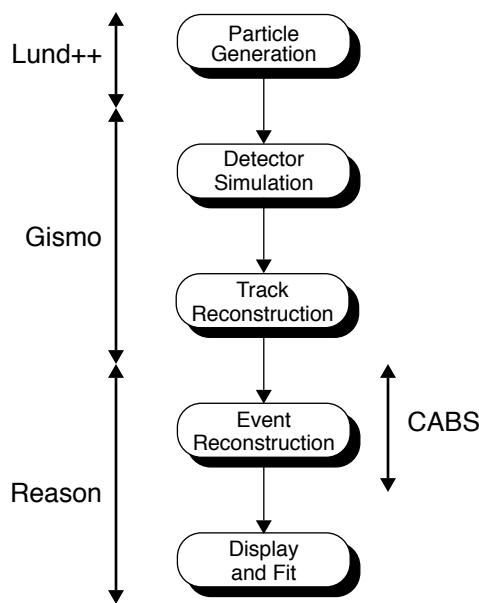 Lund++
Particle
Generation
Detector
Simulation
Gismo
Track
Reconstruction
Event
Reconstruction
CABS
Reason
Display
and Fit